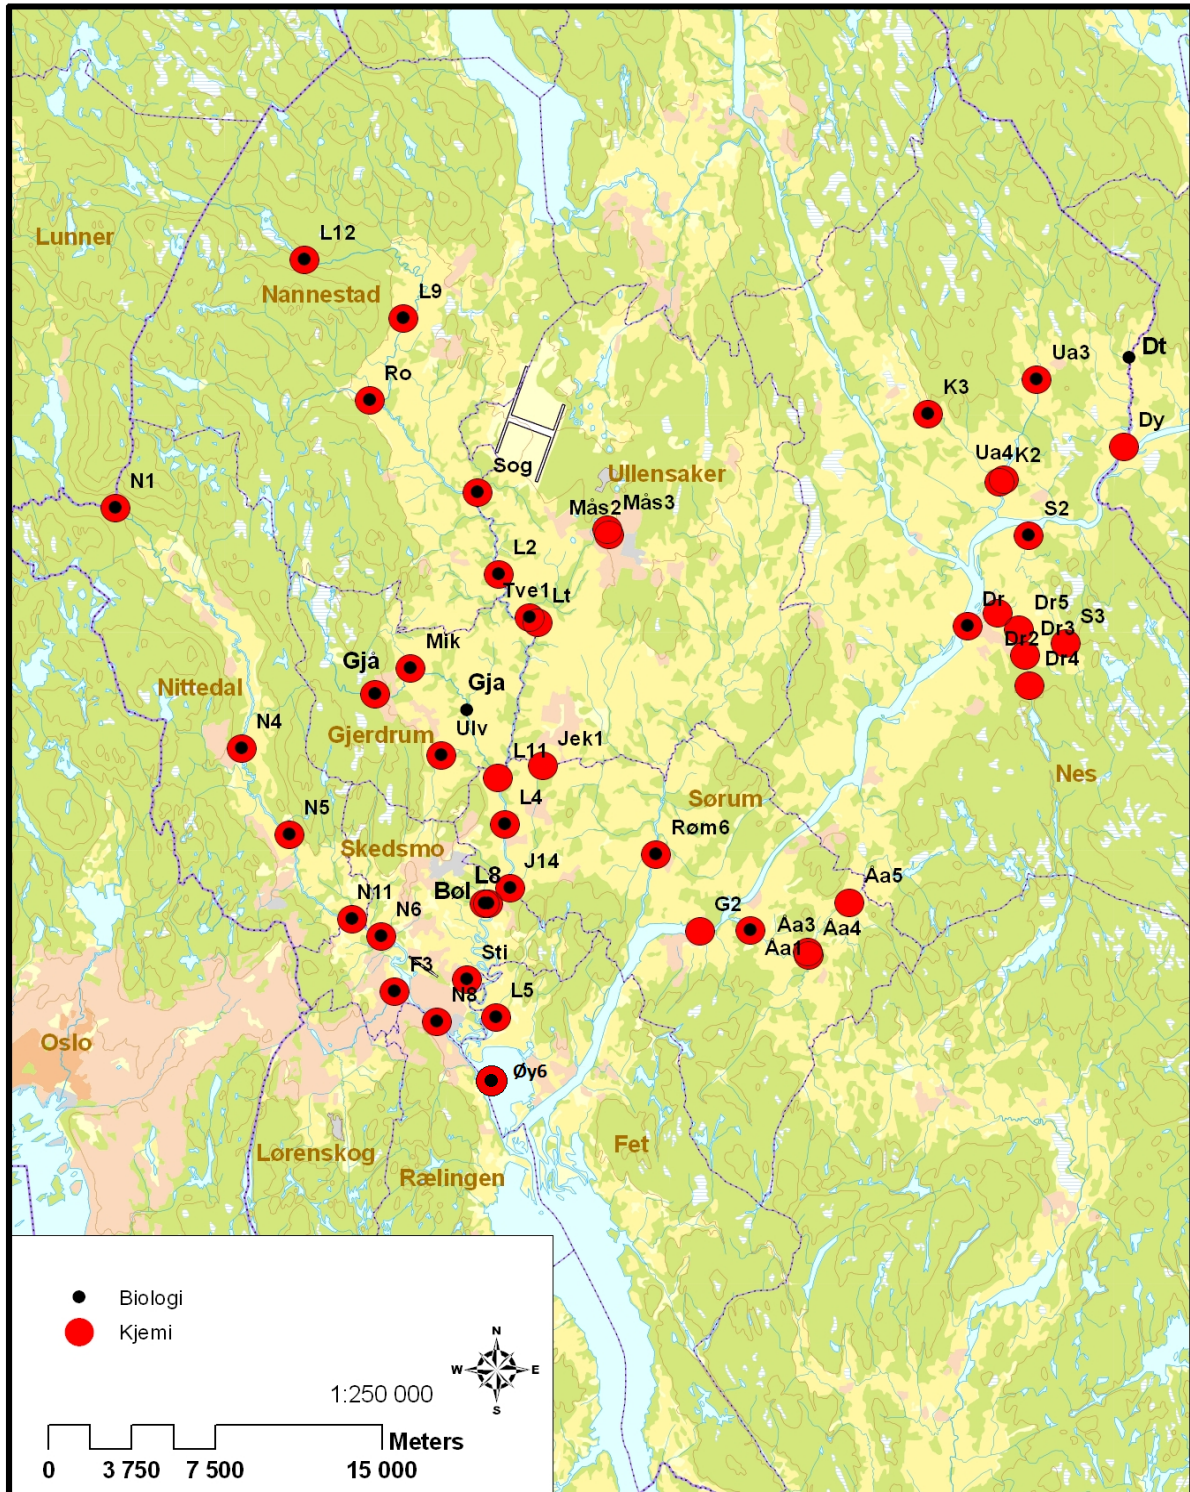 Lunner
L12
Nannestad
L9
Ua3
Dt
Ro
K3
Dy
Sog
Ullensaker
Ua4
K2
N1
Mås2
Mås3
S2
L2
Tve1
Lt
Dr
Dr5
Dr3
S3
Dr2
Dr4
Mik
Gjå
Gja
Nittedal
N4
Gjerdrum
Ulv
L11
Jek1
Nes
Sørum
L4
N5
Skedsmo
Røm6
J14
L8
Bøl
Åa5
N11
N6
G2
Åa3
Åa4
Åa1
Sti
F3
N8
L5
Oslo
Øy6
Fet
Lørenskog
Rælingen
Biologi
Kjemi
N
W
E
S
1:250 000
Meters
0
3 750
7 500
15 000